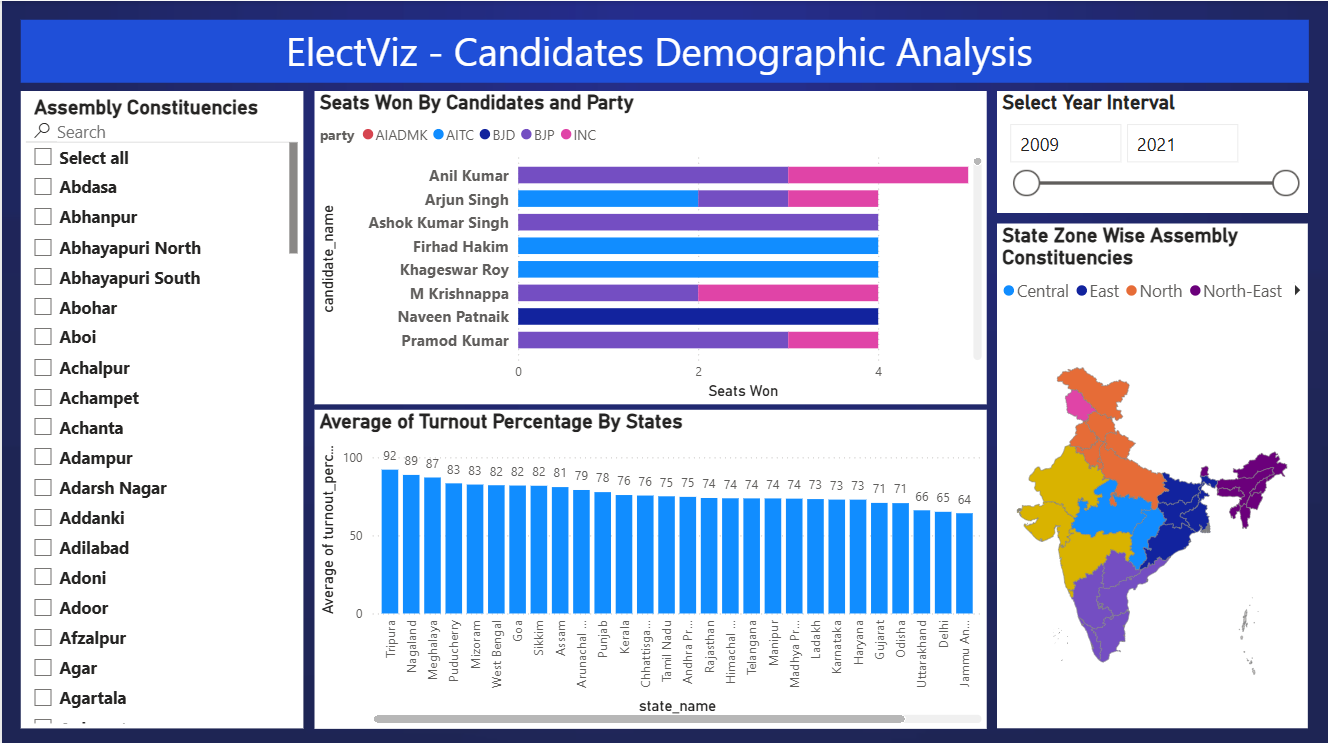 ElectViz - Candidates Demographic Analysis
Assembly Constituencies
Search
Select all
Abdasa
Abhanpur
Abhayapuri North
Abhayapuri South
Abohar
Aboi
Achalpur
Achampet
Achanta
Adampur
Adarsh Nagar
Addanki
Adilabad
Adoni
Adoor
Afzalpur
Agar
Agartala
Seats Won By Candidates and Party
party AIADMK AITC BJD BJP INC
candidate_name
Anil Kumar
Arjun Singh
Ashok Kumar Singh
Firhad Hakim
Khageswar Roy
M Krishnappa
Naveen Patnaik
Pramod Kumar
0 2 4
Seats Won
Average of Turnout Percentage By States
Average of turnout_perc...
100
50
0
92 89 87 83 83 82 82 82 81 79 78 76 76 75 75 74 74 74 74 74 73 73 73 71 71 66 65 64
Tripura
Nagaland
Meghalaya
Puducherry
Mizoram
West Bengal
Goa
Sikkim
Assam
Arunachal ...
Punjab
Kerala
Chhattisga...
Tamil Nadu
Andhra Pr...
Rajasthan
Himachal ...
Telangana
Manipur
Madhya Pr...
Ladakh
Karnataka
Haryana
Gujarat
Odisha
Uttarakhand
Delhi
Jammu An...
state_name
Select Year Interval
2009 2021
State Zone Wise Assembly
Constituencies
Central East North North-East